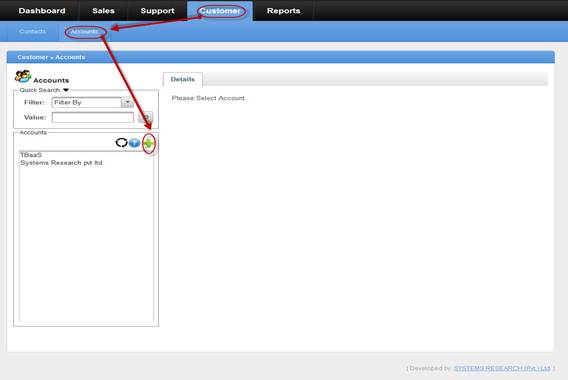 Dashboard Sales Support Customer Reports
Contacts Accounts
Customer » Accounts
Accounts
Quick Search
Filter: Filter By
Value:
Accounts
TBaaS
Systems Research pvt ltd
Details
Please Select Account.
[ Developed by: SYSTEMS RESEARCH (Pvt.) Ltd. ]